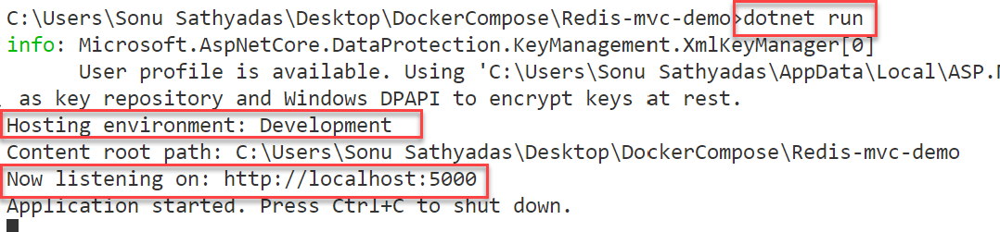 C:\Users\Sonu Sathyadas\Desktop\DockerCompose\Redis-mvc-demo>dotnet run
info: Microsoft.AspNetCore.DataProtection.KeyManagement.XmlKeyManager[0]
User profile is available. Using 'C:\Users\Sonu Sathyadas\AppData\Local\ASP.
as key repository and Windows DPAPI to encrypt keys at rest.
Hosting environment: Development
Content root path: C:\Users\Sonu Sathyadas\Desktop\DockerCompose\Redis-mvc-demo
Now listening on: http://localhost:5000
Application started. Press Ctrl+C to shut down.